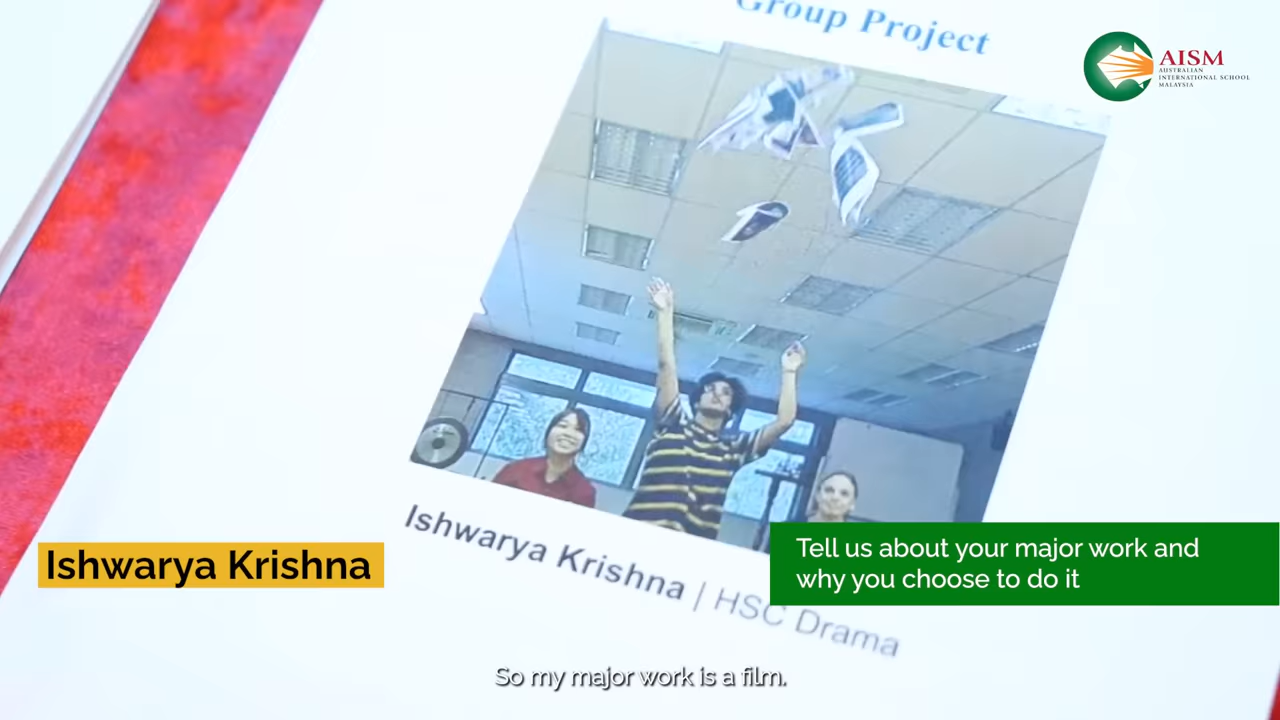 Group Project
AISM
AUSTRALIAN
INTERNATIONAL SCHOOL
MALAYSIA
Ishwarya Krishna | HSC Drama
Ishwarya Krishna
Tell us about your major work and
why you choose to do it
So my major work is a film.